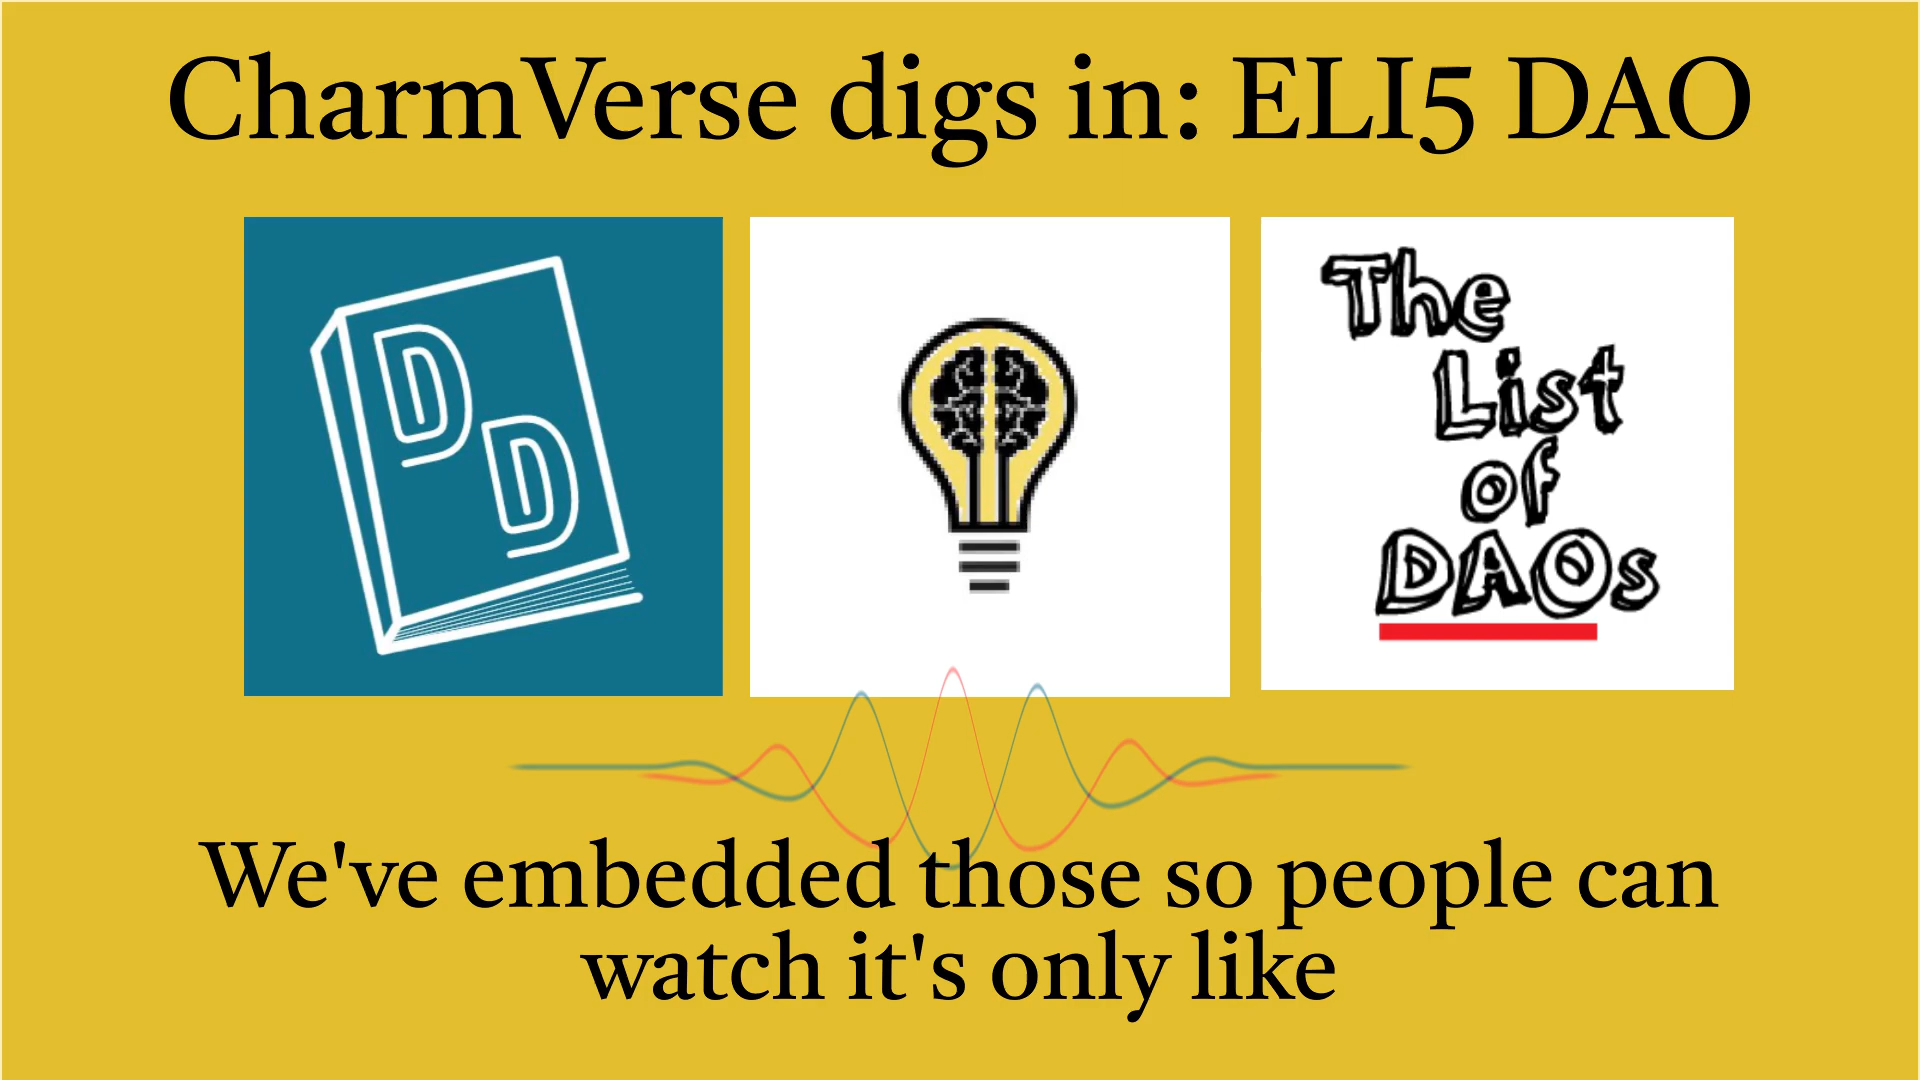 CharmVerse digs in: ELI5 DAO
D
D
The
List
of
DAOs
We've embedded those so people can
watch it's only like